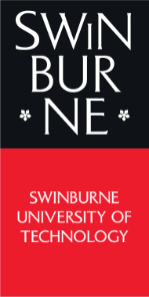 SWiN
BUR
* NE *
SWINBURNE
UNIVERSITY OF
TECHNOLOGY